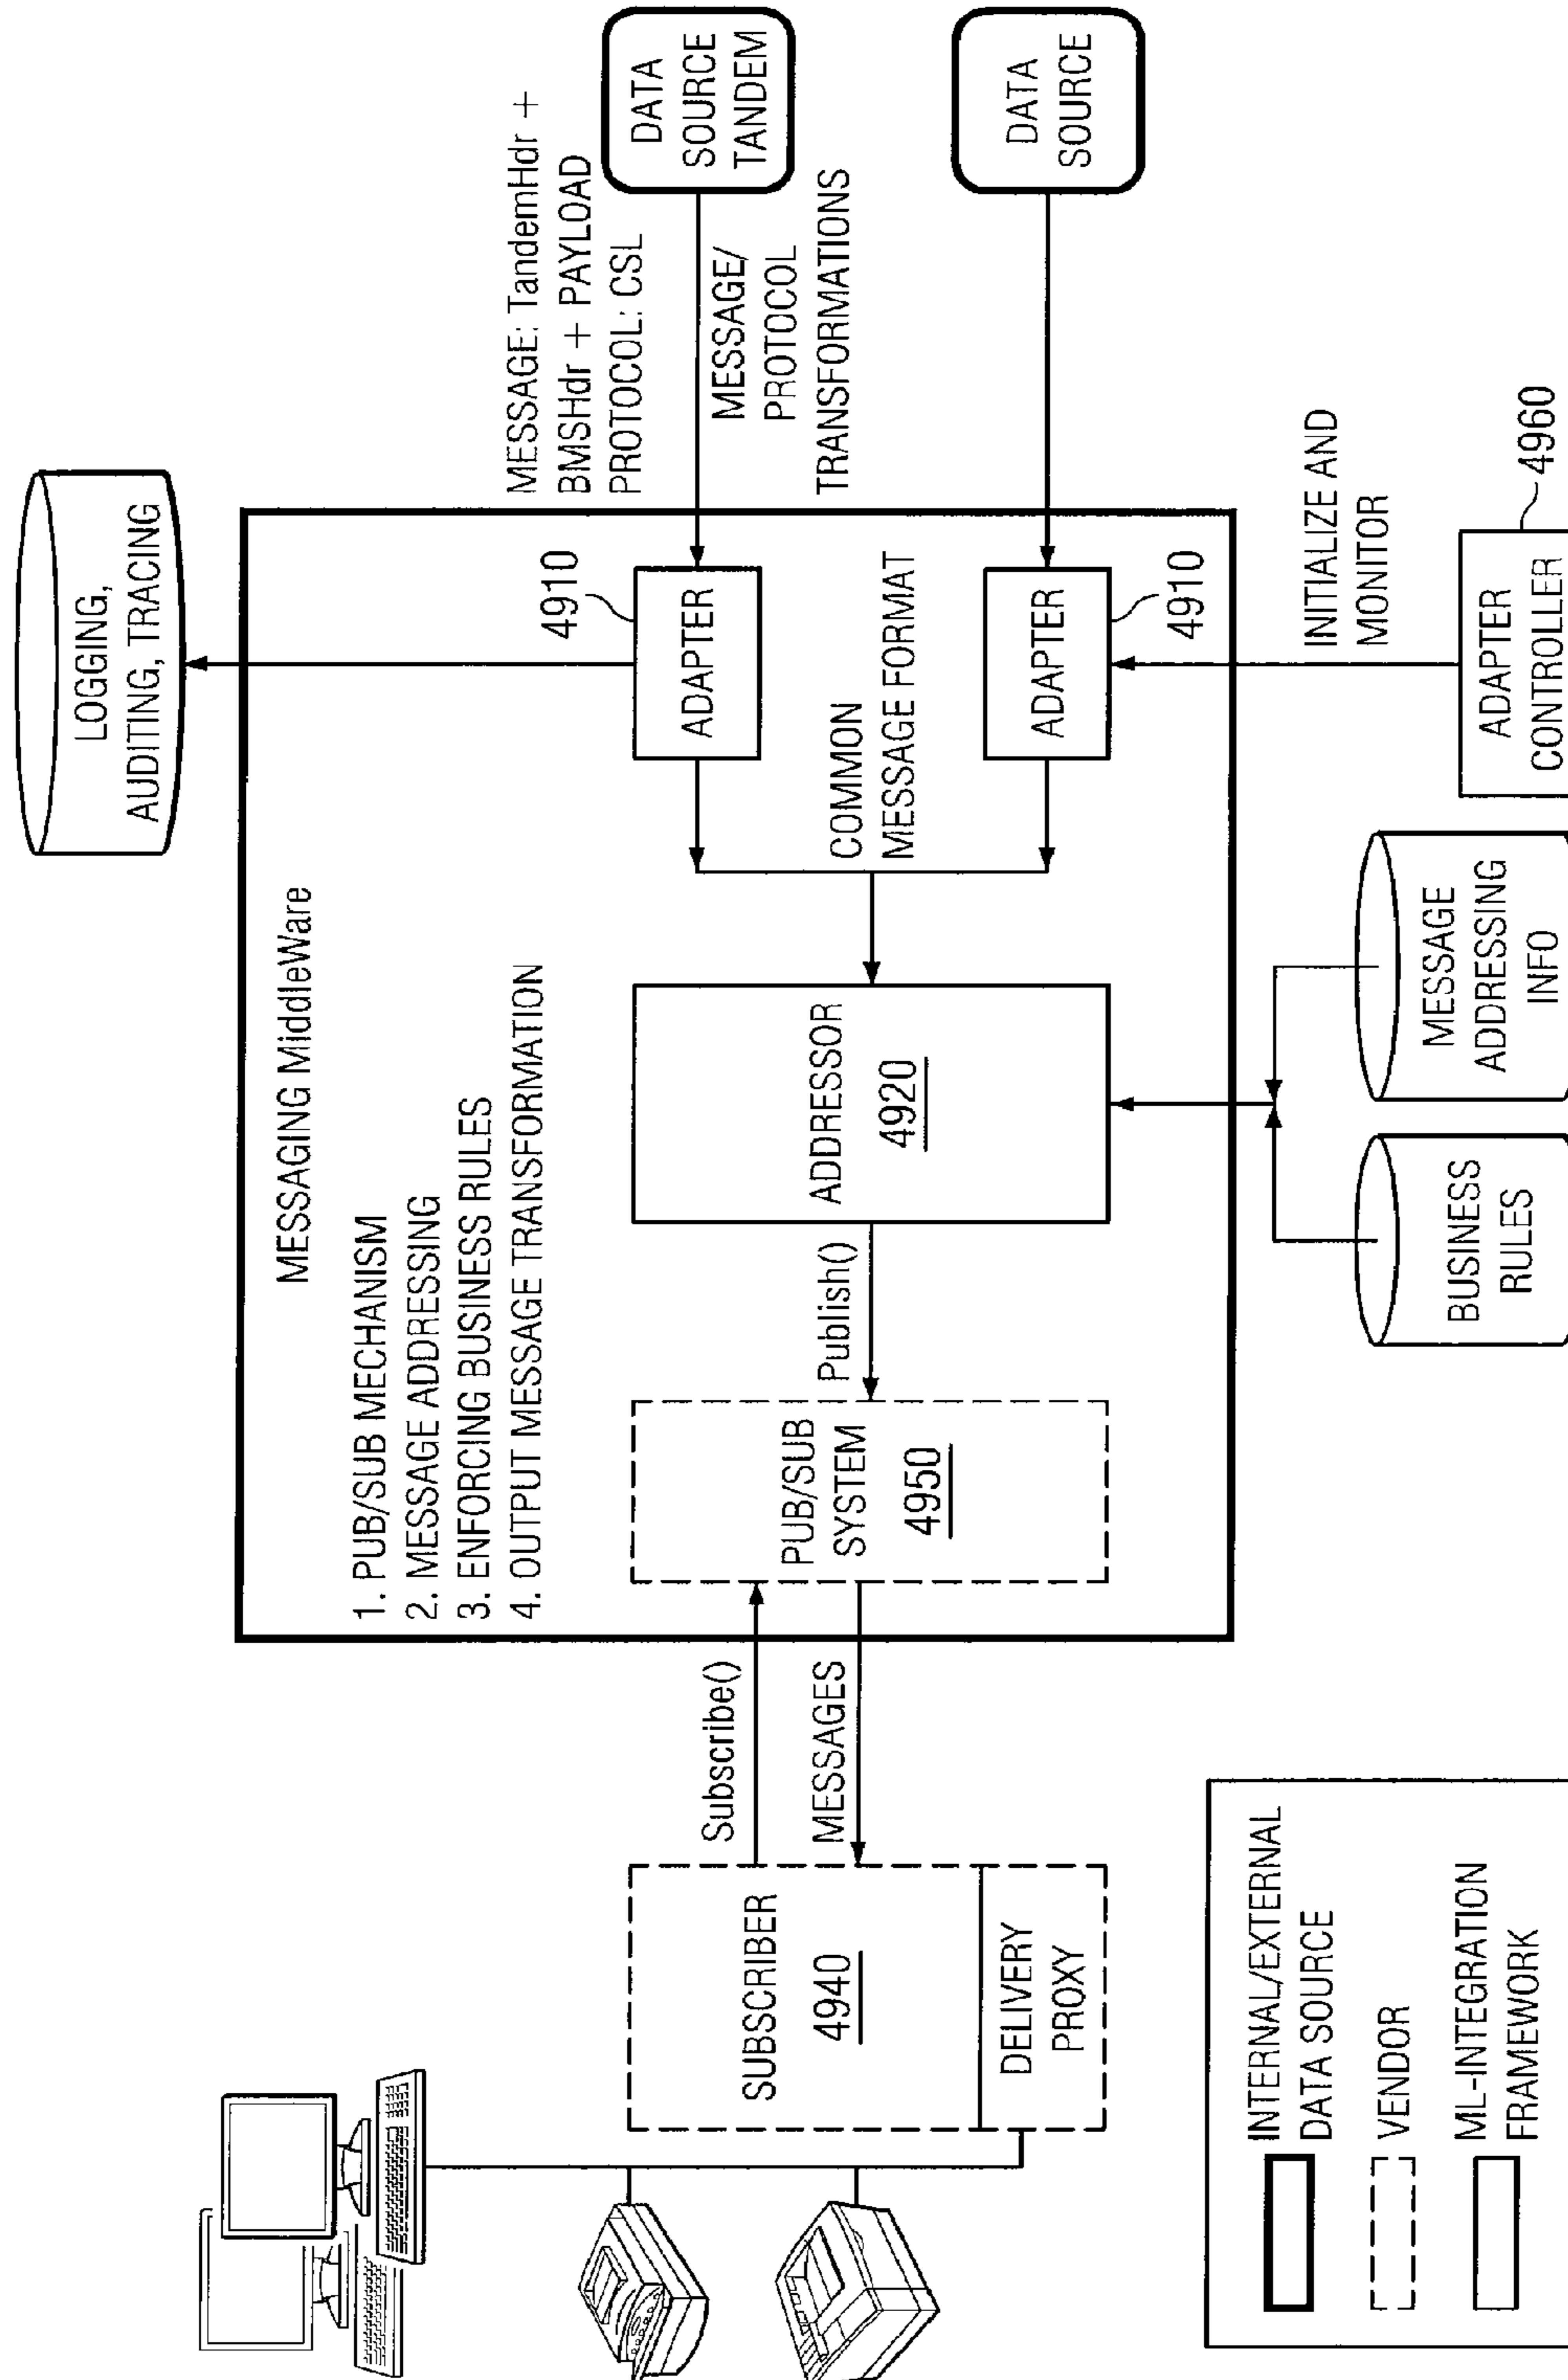 LOGGING,
AUDITING, TRACING
MESSAGING MiddleWare
1. PUB/SUB MECHANISM
2. MESSAGE ADDRESSING
3. ENFORCING BUSINESS RULES
4. OUTPUT MESSAGE TRANSFORMATION
MESSAGE: TandemHdr +
BMSHdr + PAYLOAD
PROTOCOL: CSL
MESSAGE/
PROTOCOL
TRANSFORMATIONS
DATA
SOURCE
TANDEM
DATA
SOURCE
4910
ADAPTER
COMMON
MESSAGE FORMAT
ADAPTER
4910
ADDRESSOR
4920
Publish()
PUB/SUB
SYSTEM
4950
Subscribe()
MESSAGES
SUBSCRIBER
4940
DELIVERY
PROXY
INITIALIZE AND
MONITOR
ADAPTER
CONTROLLER
4960
MESSAGE
ADDRESSING
INFO
BUSINESS
RULES
INTERNAL/EXTERNAL
DATA SOURCE
VENDOR
ML-INTEGRATION
FRAMEWORK